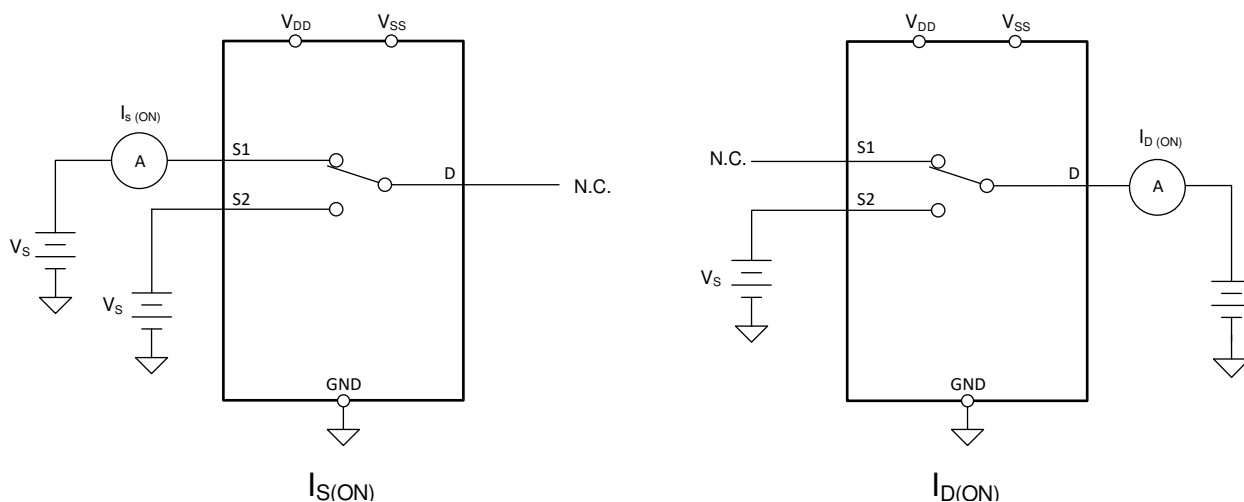 VDD
VSS
Is (ON)
A
S1
D
N.C.
S2
VS
VS
GND
IS(ON)
VDD
VSS
ID (ON)
N.C.
S1
D
A
S2
VS
GND
ID(ON)